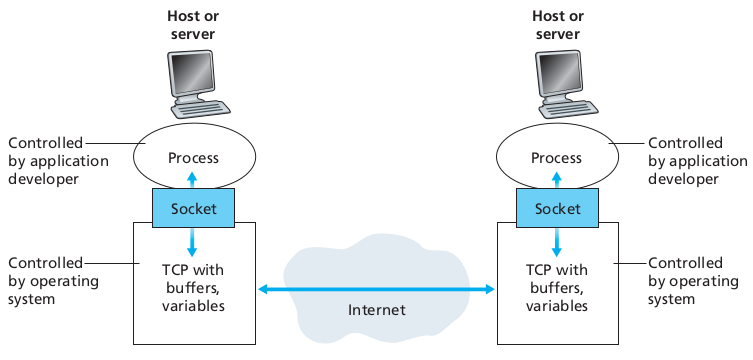 Host or
server
Host or
server
Controlled
by application
developer
Process
Process
Controlled
by application
developer
Socket
Socket
Controlled
by operating
system
TCP with
buffers,
variables
Internet
TCP with
buffers,
variables
Controlled
by operating
system